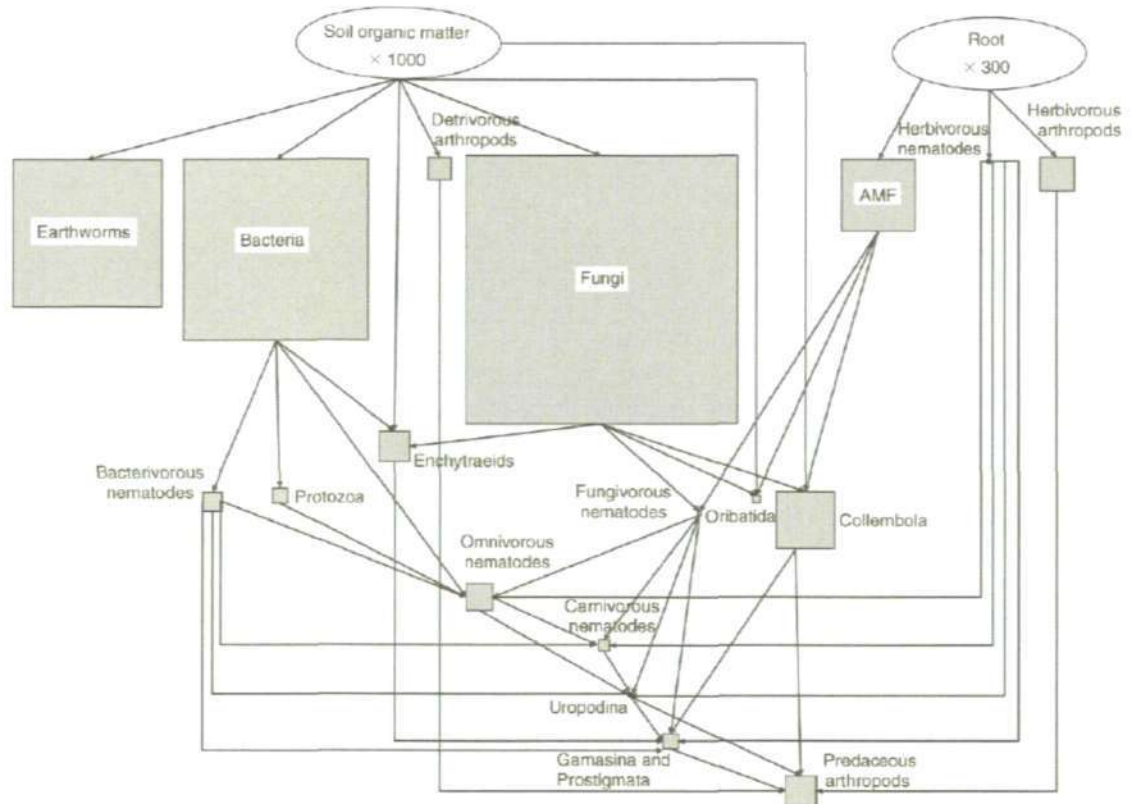 Soil organic matter
× 1000
Root
× 300
Detrivorous
arthropods
Herbivorous
nematodes
Herbivorous
arthropods
Earthworms
Bacteria
Fungi
AMF
Enchytraeids
Bacterivorous
nematodes
Protozoa
Fungivorous
nematodes
Oribatida
Collembola
Omnivorous
nematodes
Carnivorous
nematodes
Uropodina
Gamasina and
Prostigmata
Predaceous
arthropods